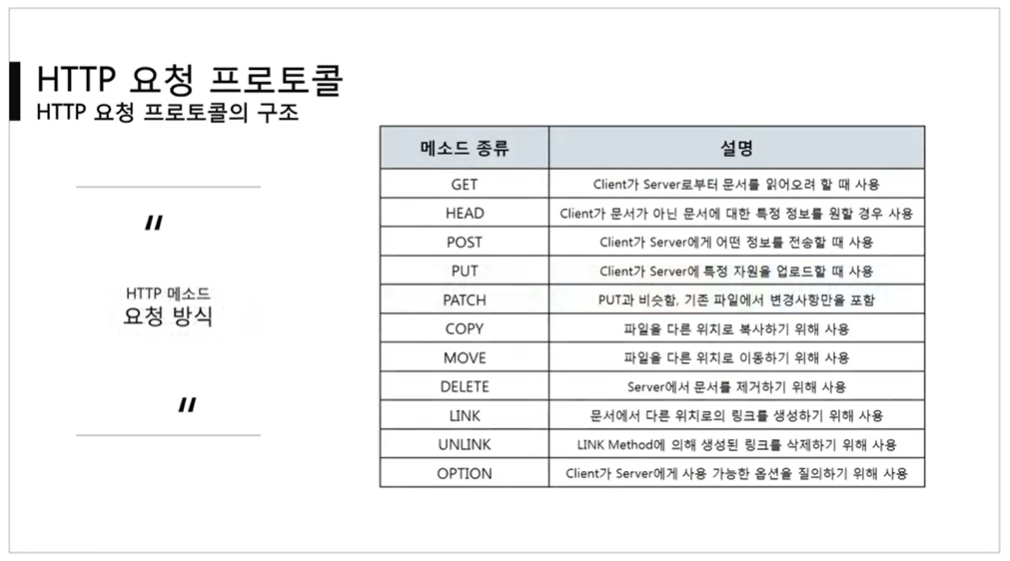 HTTP 요청 프로토콜
HTTP 요청 프로토콜의 구조
"
HTTP 메소드
요청 방식
"
메소드 종류 설명
GET Client가 Server로부터 문서를 읽어오려 할 때 사용
HEAD Client가 문서가 아닌 문서에 대한 특정 정보를 원할 경우 사용
POST Client가 Server에게 어떤 정보를 전송할 때 사용
PUT Client가 Server에 특정 자원을 업로드할 때 사용
PATCH PUT과 비슷함, 기존 파일에서 변경사항만을 포함
COPY 파일을 다른 위치로 복사하기 위해 사용
MOVE 파일을 다른 위치로 이동하기 위해 사용
DELETE Server에서 문서를 제거하기 위해 사용
LINK 문서에서 다른 위치로의 링크를 생성하기 위해 사용
UNLINK LINK Method에 의해 생성된 링크를 삭제하기 위해 사용
OPTION Client가 Server에게 사용 가능한 옵션을 질의하기 위해 사용